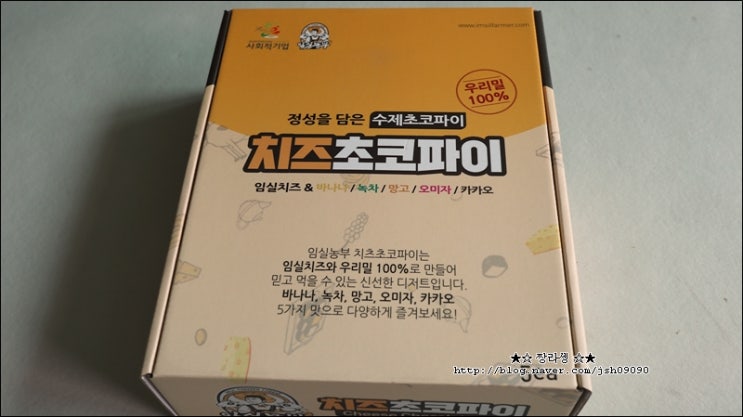 www.imsilfarmer.com
사회적기업
우리밀
100%
정성을 담은 수제초코파이
치즈초코파이
임실치즈 & 바나나 / 녹차 / 망고 / 오미자 / 카카오
임실농부 치츠초코파이는
임실치즈와 우리밀 100%로 만들어
믿고 먹을 수 있는 신선한 디저트입니다.
바나나, 녹차, 망고, 오미자, 카카오
5가지 맛으로 다양하게 즐겨보세요!
5ea
★☆ 장라젱 ☆★
http://blog.naver.com/jsh09090
치즈초코파이